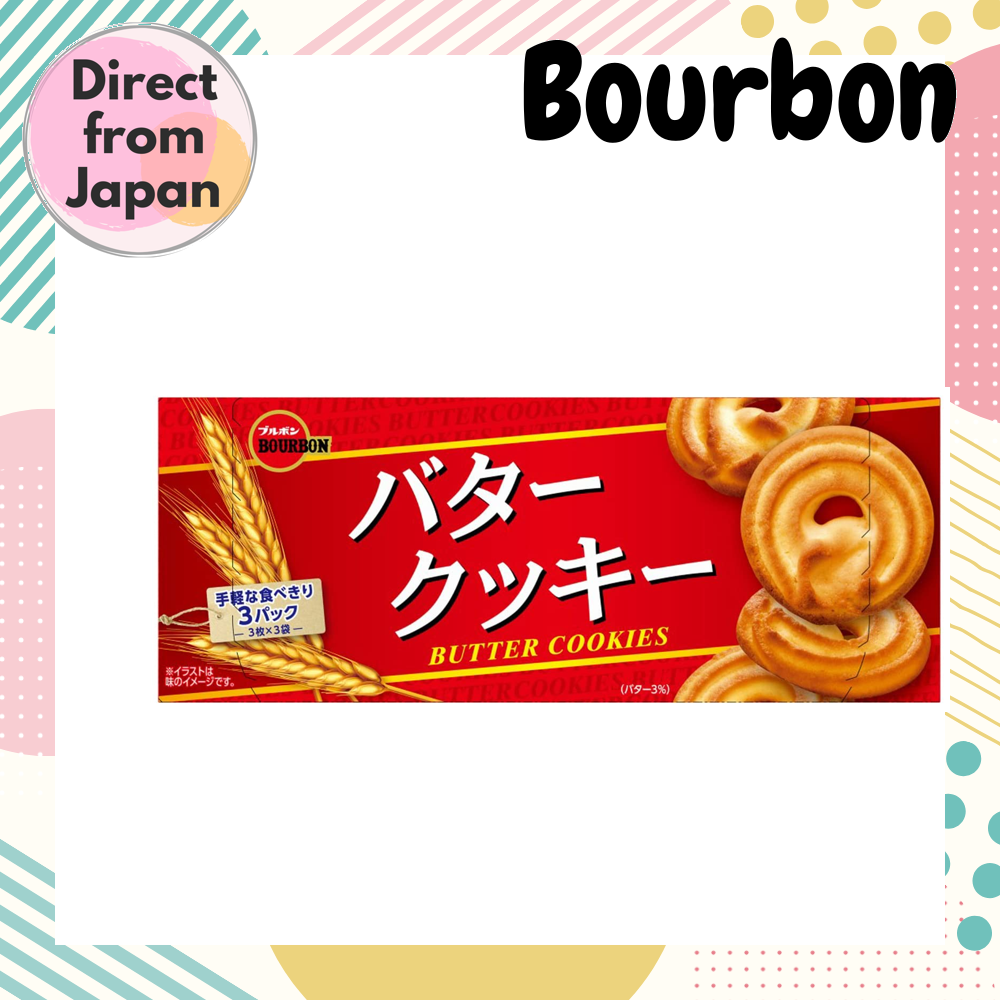 Direct
from
Japan
Bourbon
ブルボン
BOURBON
バター
クッキー
BUTTER COOKIES
手軽な食べきり
3パック
3枚×3袋
※イラストは
味のイメージです。
(バター3%)
BUTTERCOOKIES